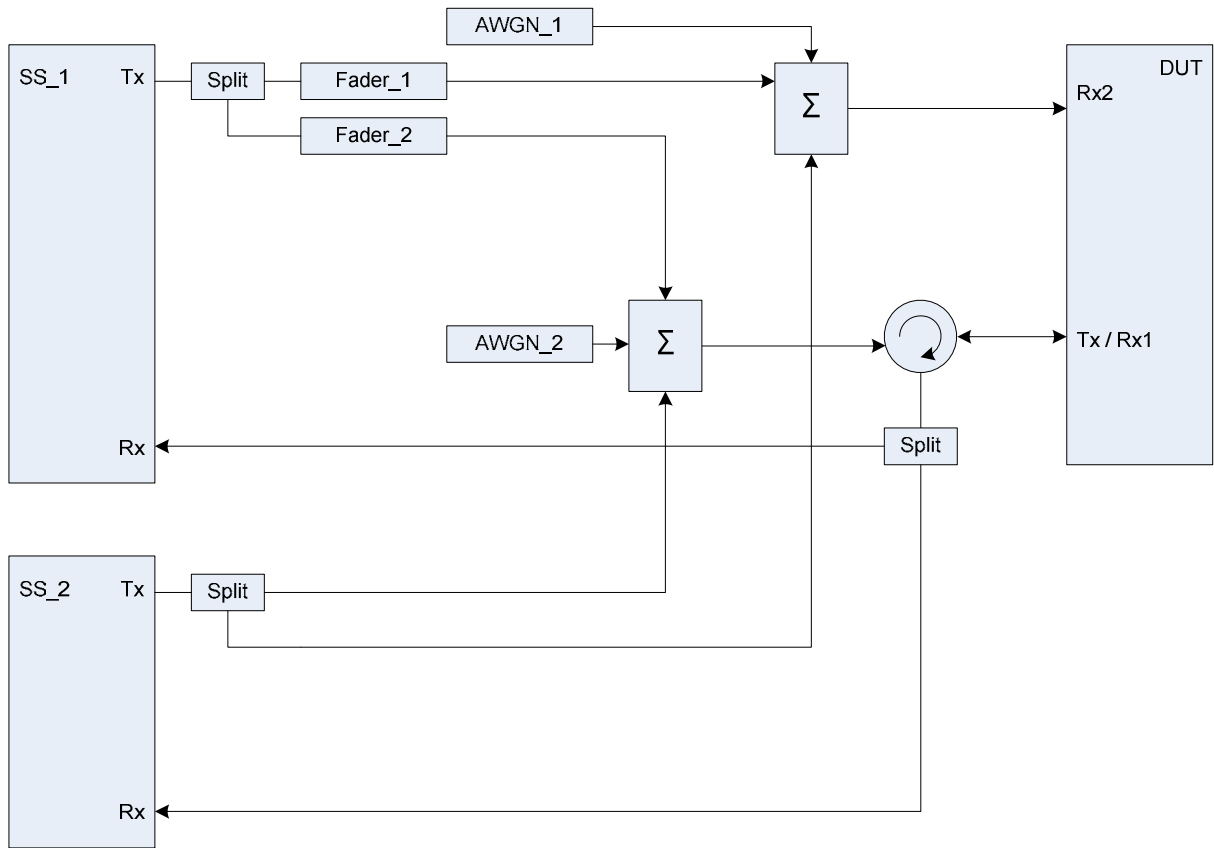 AWGN_1
SS_1
Tx
Split
Fader_1
Fader_2
Σ
DUT
Rx2
AWGN_2
Σ
Tx / Rx1
Rx
Split
SS_2
Tx
Split
Rx